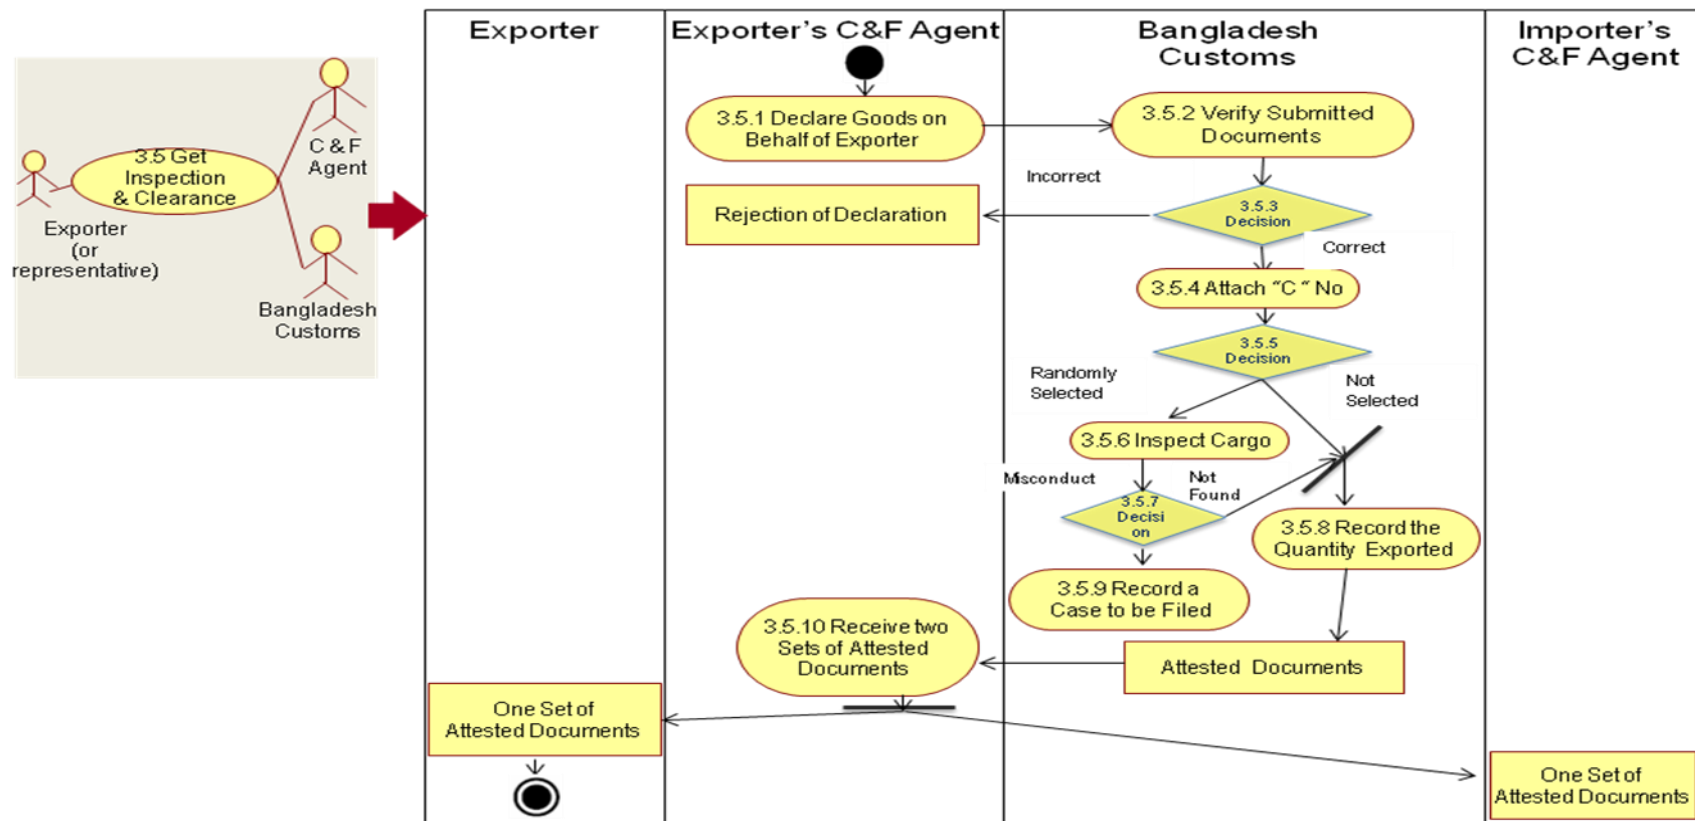 C & F
Agent
3.5 Get
Inspection
& Clearance
Exporter
(or
representative)
Bangladesh
Customs
Exporter
Exporter's C&F Agent
Bangladesh
Customs
Importer's
C&F Agent
3.5.1 Declare Goods on
Behalf of Exporter
3.5.2 Verify Submitted
Documents
Incorrect
Rejection of Declaration
3.5.3
Decision
Correct
3.5.4 Attach "C" No
3.5.5
Decision
Randomly
Selected
Not
Selected
3.5.6 Inspect Cargo
Misconduct
Not
Found
3.5.7
Decisi
on
3.5.8 Record the
Quantity Exported
3.5.9 Record a
Case to be Filed
3.5.10 Receive two
Sets of Attested
Documents
Attested Documents
One Set of
Attested Documents
One Set of
Attested Documents